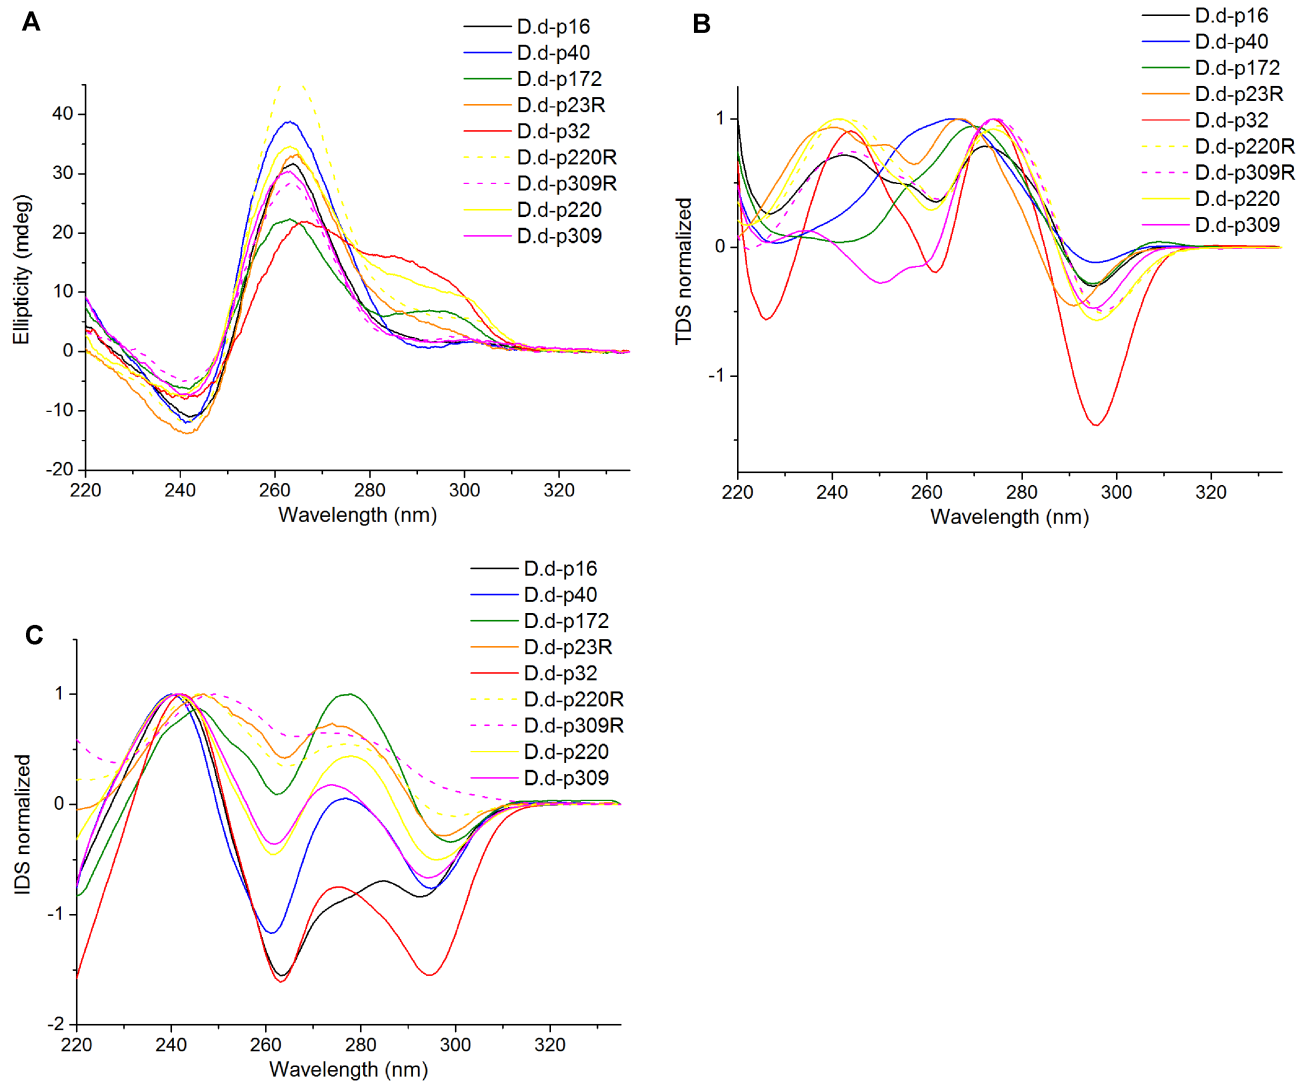 A
D.d-p16
D.d-p40
D.d-p172
D.d-p23R
D.d-p32
D.d-p220R
D.d-p309R
D.d-p220
D.d-p309
40
30
20
10
0
-10
-20
220 240 260 280 300 320
Ellipticity (mdeg)
Wavelength (nm)
B
D.d-p16
D.d-p40
D.d-p172
D.d-p23R
D.d-p32
D.d-p220R
D.d-p309R
D.d-p220
D.d-p309
1
0
-1
220 240 260 280 300 320
TDS normalized
Wavelength (nm)
C
D.d-p16
D.d-p40
D.d-p172
D.d-p23R
D.d-p32
D.d-p220R
D.d-p309R
D.d-p220
D.d-p309
1
0
-1
-2
220 240 260 280 300 320
IDS normalized
Wavelength (nm)